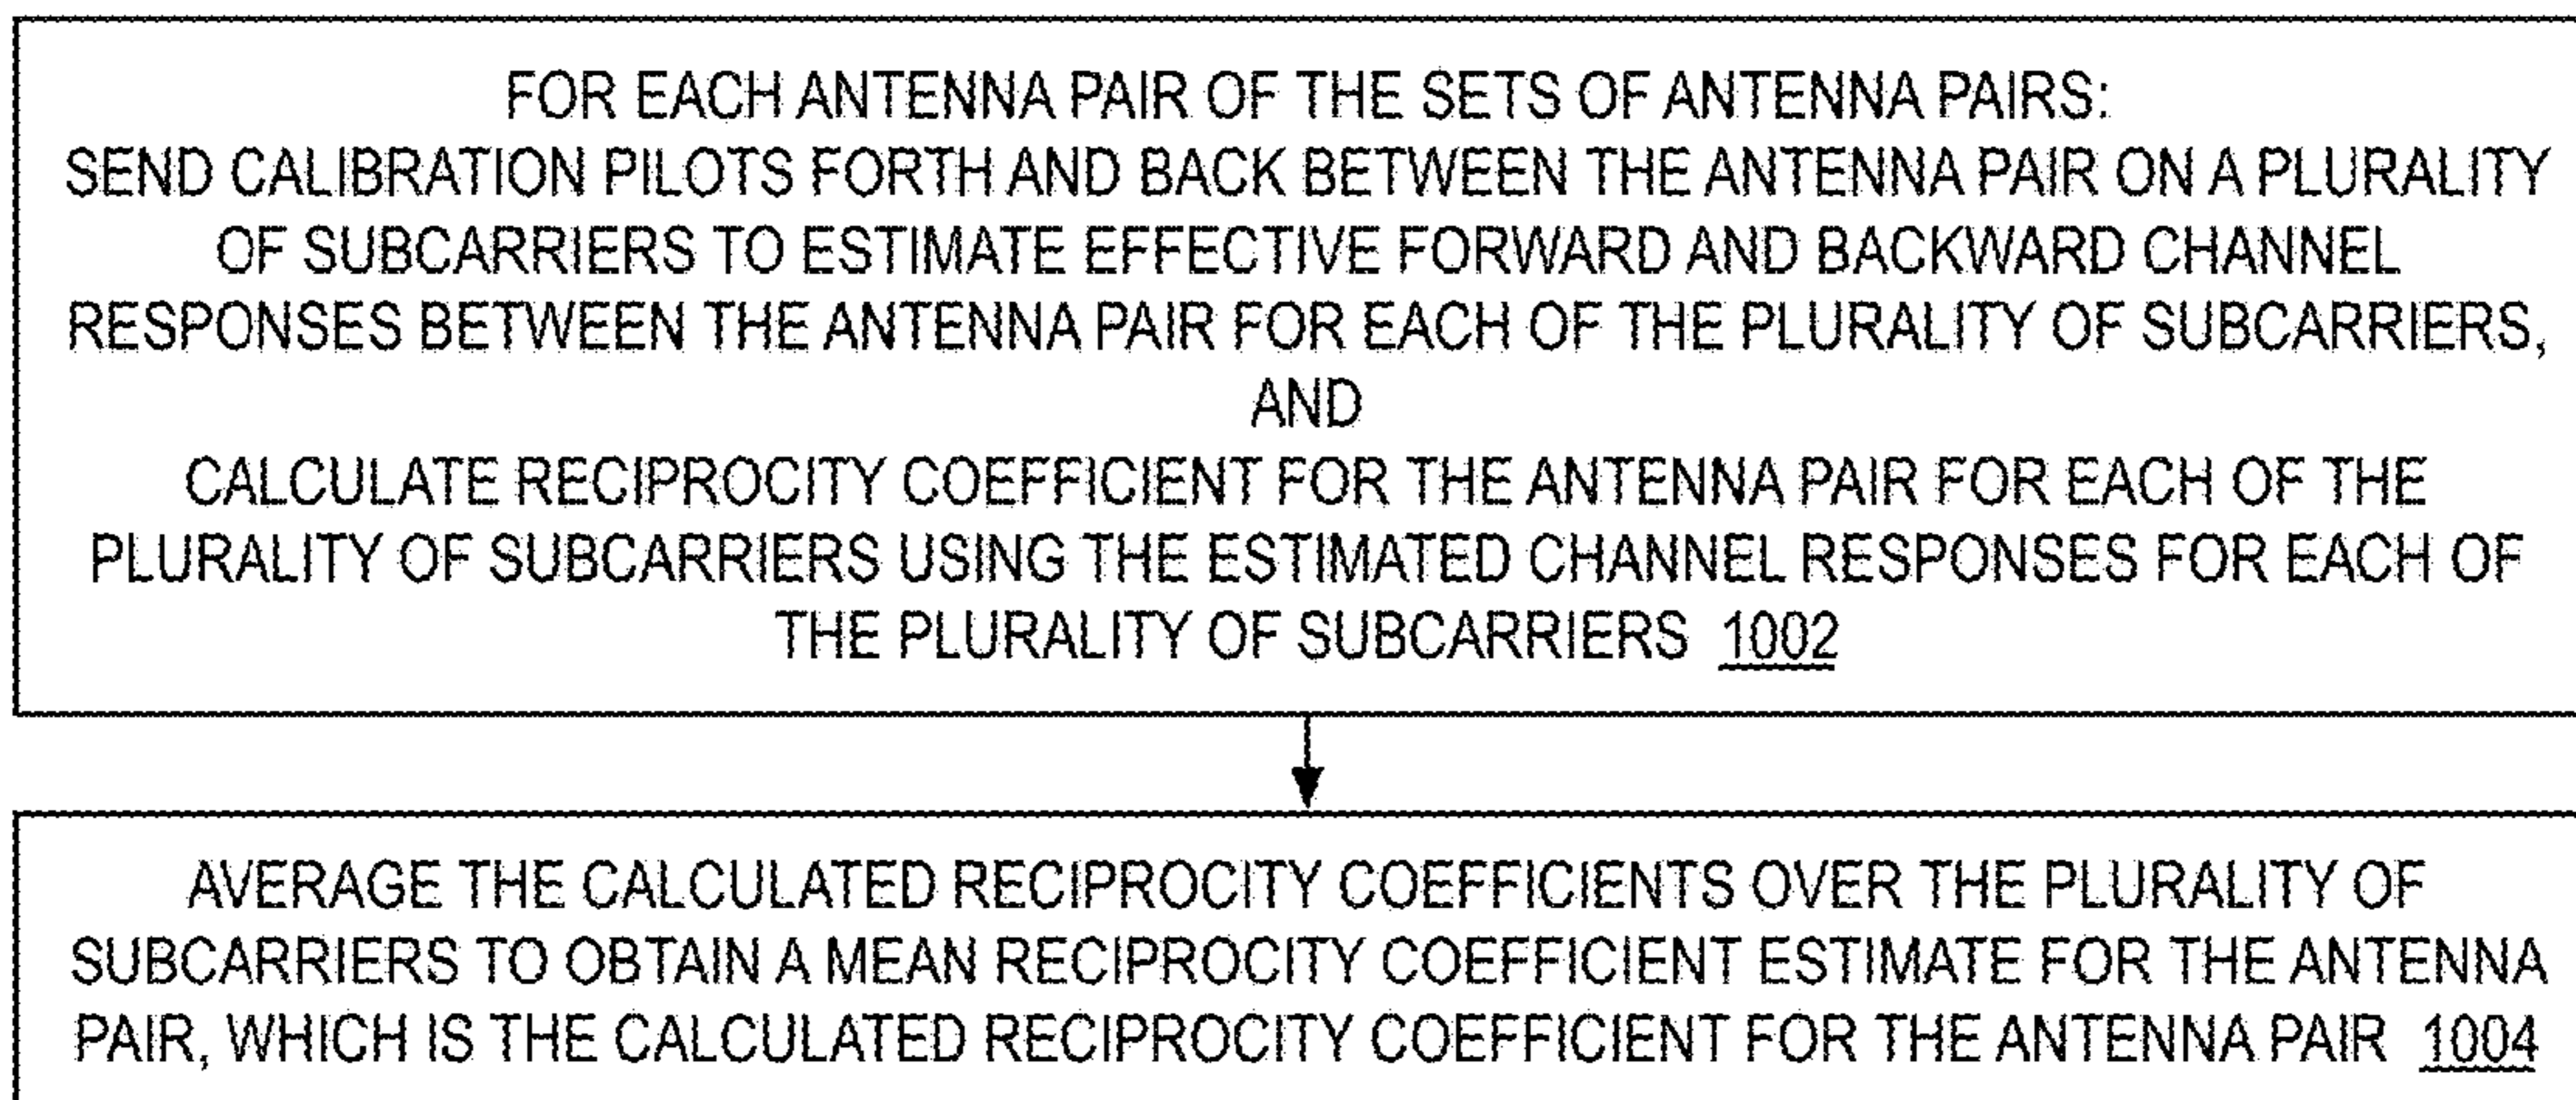 FOR EACH ANTENNA PAIR OF THE SETS OF ANTENNA PAIRS:
SEND CALIBRATION PILOTS FORTH AND BACK BETWEEN THE ANTENNA PAIR ON A PLURALITY
OF SUBCARRIERS TO ESTIMATE EFFECTIVE FORWARD AND BACKWARD CHANNEL
RESPONSES BETWEEN THE ANTENNA PAIR FOR EACH OF THE PLURALITY OF SUBCARRIERS,
AND
CALCULATE RECIPROCITY COEFFICIENT FOR THE ANTENNA PAIR FOR EACH OF THE
PLURALITY OF SUBCARRIERS USING THE ESTIMATED CHANNEL RESPONSES FOR EACH OF
THE PLURALITY OF SUBCARRIERS 1002
AVERAGE THE CALCULATED RECIPROCITY COEFFICIENTS OVER THE PLURALITY OF
SUBCARRIERS TO OBTAIN A MEAN RECIPROCITY COEFFICIENT ESTIMATE FOR THE ANTENNA
PAIR, WHICH IS THE CALCULATED RECIPROCITY COEFFICIENT FOR THE ANTENNA PAIR 1004